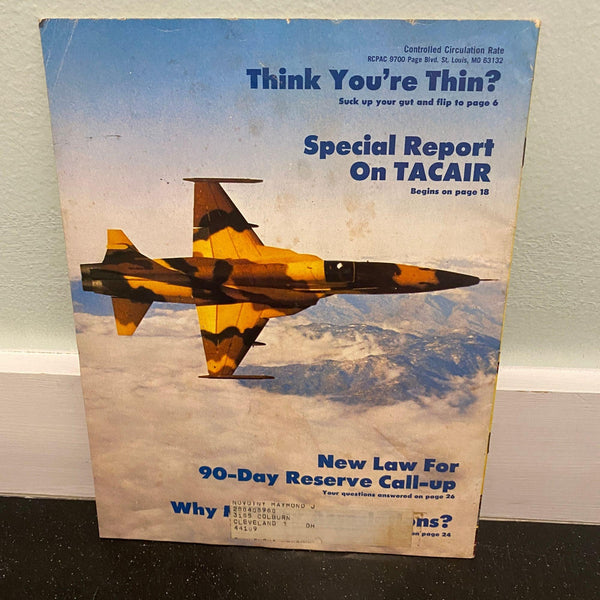 Controlled Circulation Rate
RCPAC 9700 Page Blvd. St. Louis, MO 63132
Think You're Thin?
Suck up your gut and flip to page 6
Special Report
On TACAIR
Begins on page 18
New Law For
90-Day Reserve Call-up
Your questions answered on page 26
Why ons?
NOVOTNY RAYMOND J
3155 COLBURN
CLEVELAND OH
44109
on page 24